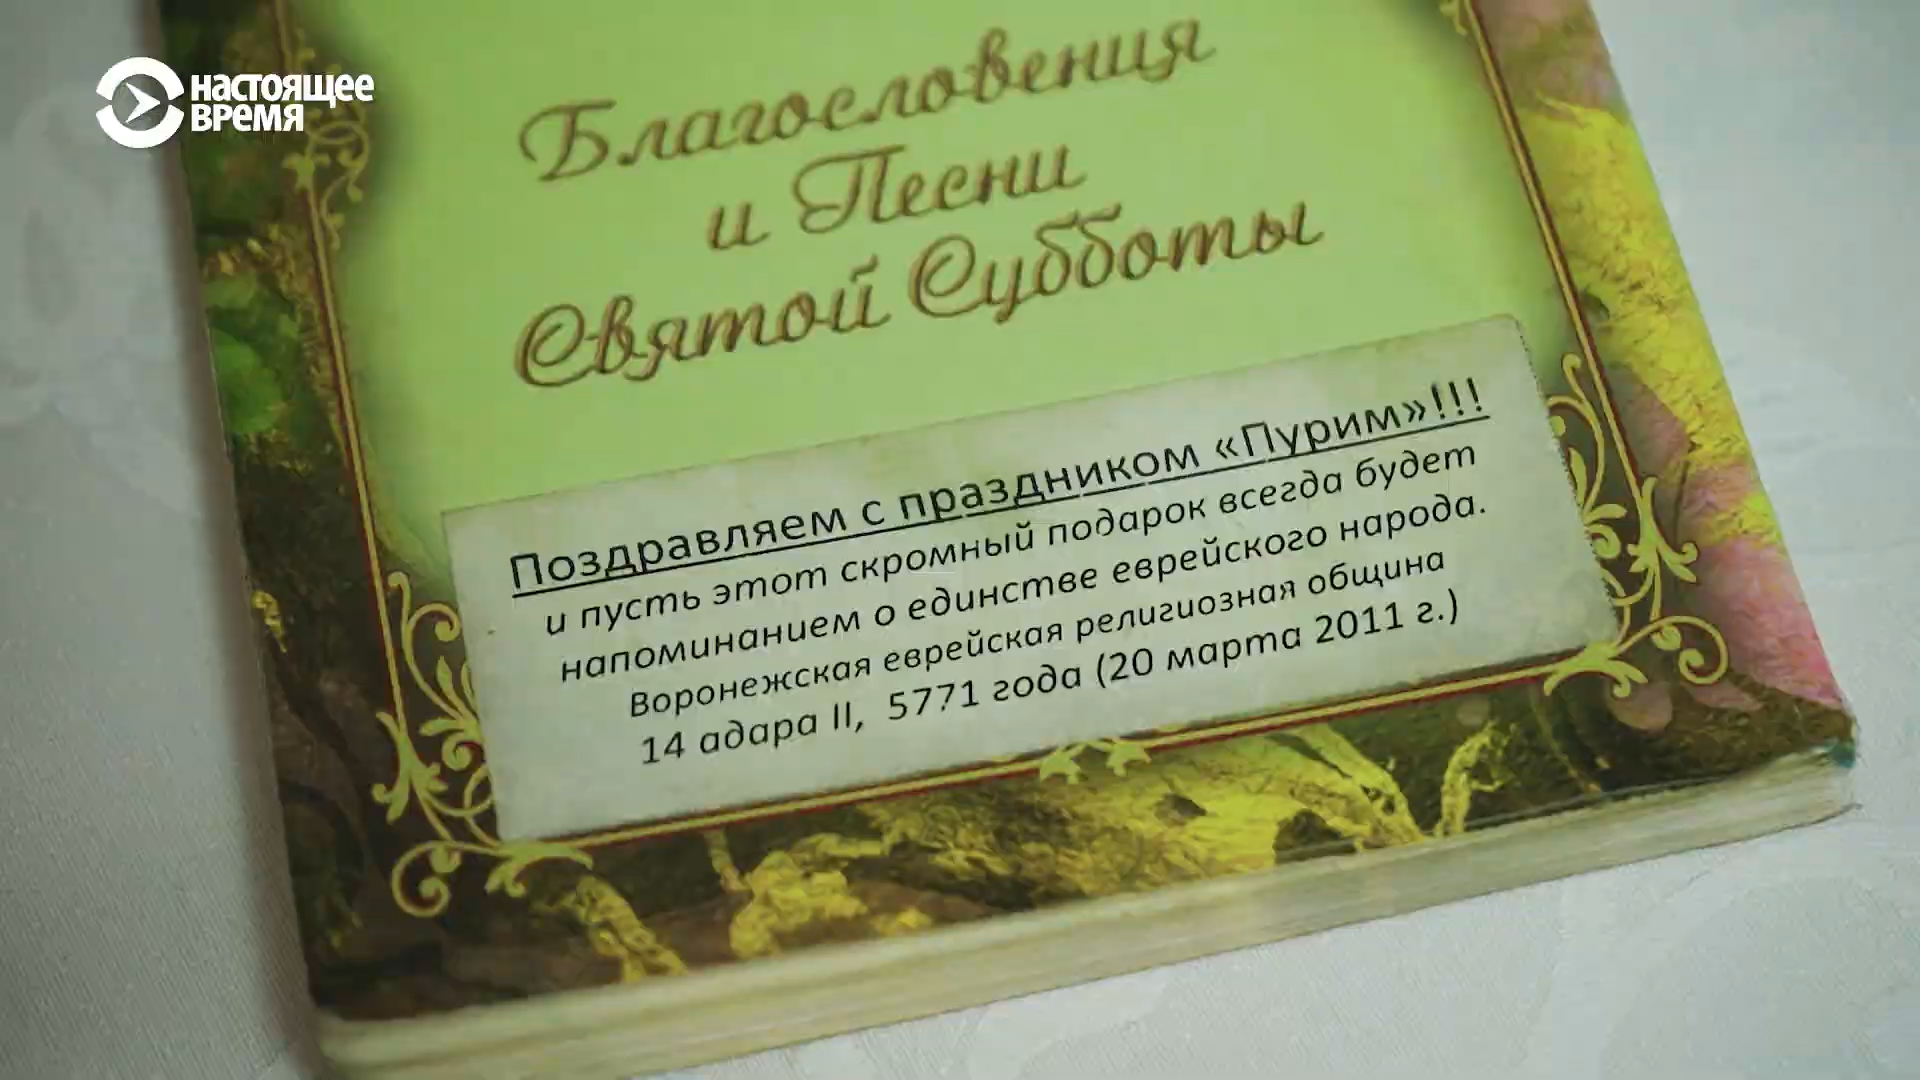 НАСТОЯЩЕЕ
ВРЕМЯ
Благословения
и Песни
Святой Субботы
Поздравляем с праздником «Пурим»!!!
и пусть этот скромный подарок всегда будет
напоминанием о единстве еврейского народа.
Воронежская еврейская религиозная община
14 адара II, 5771 года (20 марта 2011 г.)